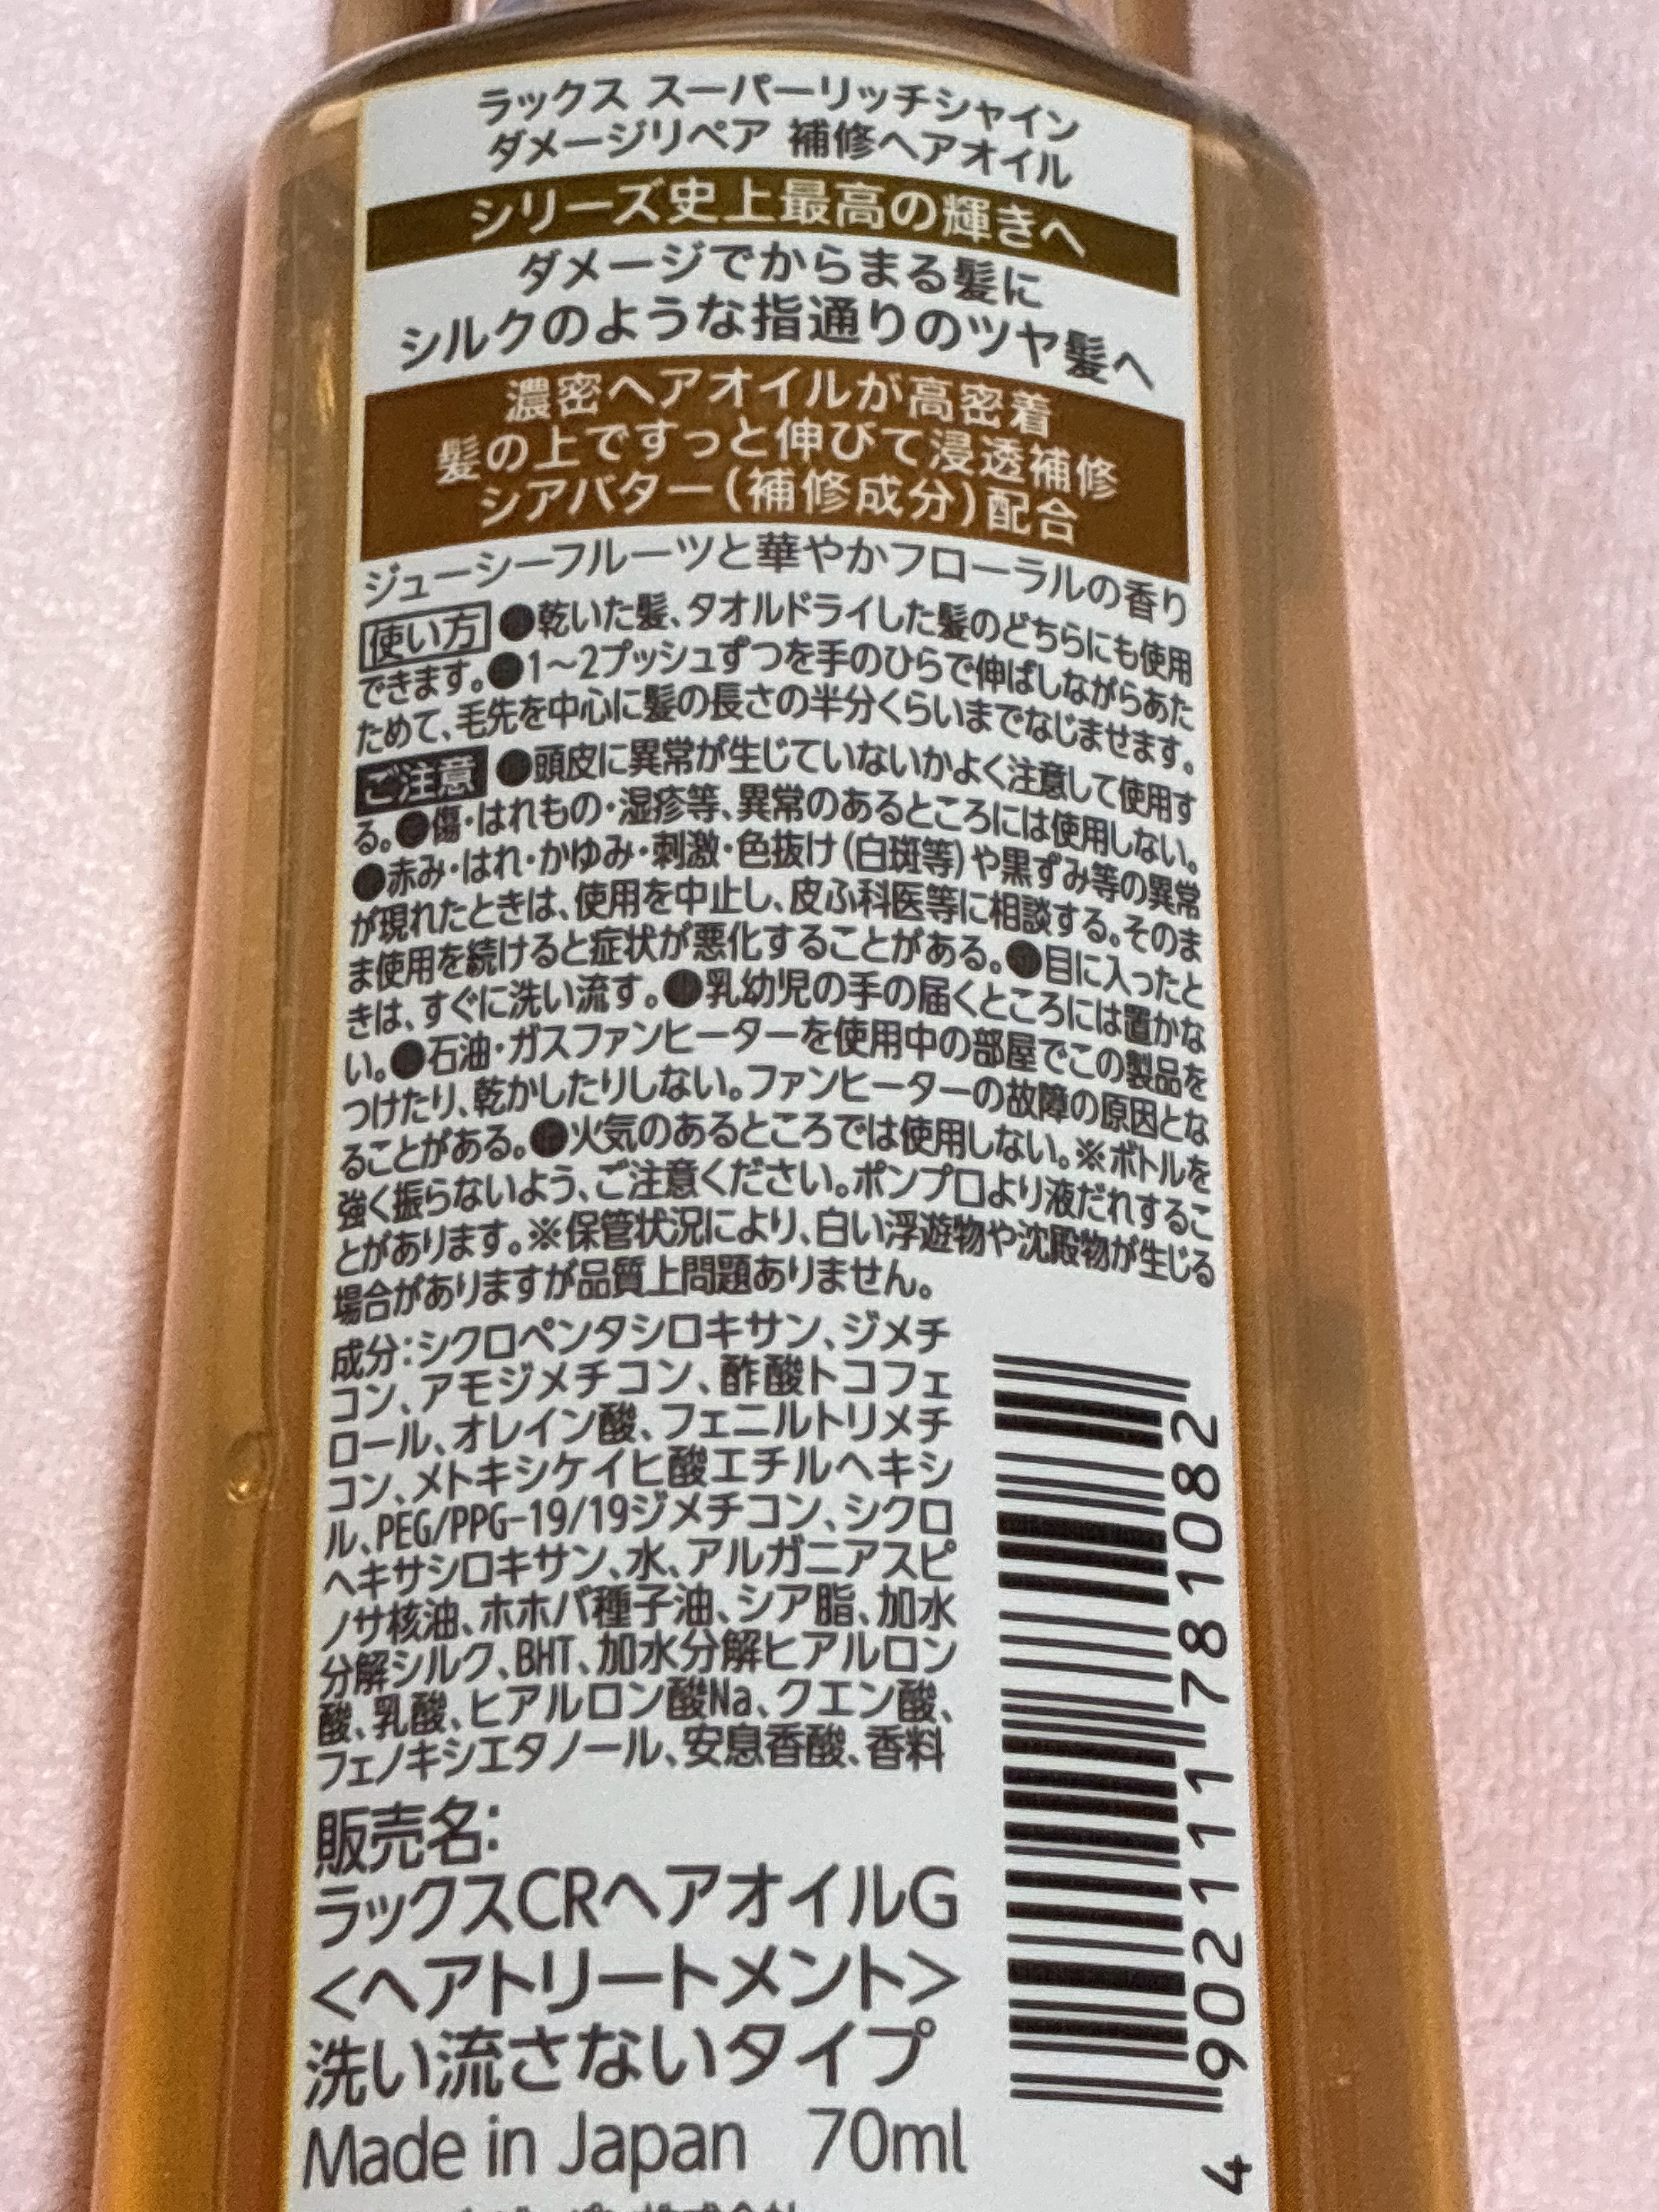 ラックス スーパーリッチシャイン
ダメージリペア 補修ヘアオイル
シリーズ史上最高の輝きへ
ダメージでからまる髪に
シルクのような指通りのツヤ髪へ
濃密ヘアオイルが高密着
髪の上ですっと伸びて浸透補修
シアバター(補修成分)配合
ジューシーフルーツと華やかフローラルの香り
使い方 ●乾いた髪、タオルドライした髪のどちらにも使用
できます。●1~2プッシュずつを手のひらで伸ばしながらあた
ためて、毛先を中心に髪の長さの半分くらいまでなじませます。
ご注意 ●頭皮に異常が生じていないかよく注意して使用す
る。●傷・はれもの・湿疹等、異常のあるところには使用しない。
●赤み・はれ・かゆみ・刺激・色抜け(白斑等)や黒ずみ等の異常
が現れたときは、使用を中止し、皮ふ科医等に相談する。そのま
ま使用を続けると症状が悪化することがある。●目に入ったと
きは、すぐに洗い流す。●乳幼児の手の届くところには置かな
い。●石油・ガスファンヒーターを使用中の部屋でこの製品を
つけたり、乾かしたりしない。ファンヒーターの故障の原因とな
ることがある。●火気のあるところでは使用しない。※ボトルを
強く振らないよう、ご注意ください。ポンプ口より液だれするこ
とがあります。※保管状況により、白い浮遊物や沈殿物が生じる
場合がありますが品質上問題ありません。
成分:シクロペンタシロキサン、ジメチ
コン、アモジメチコン、酢酸トコフェ
ロール、オレイン酸、フェニルトリメチ
コン、メトキシケイヒ酸エチルヘキシ
ル、PEG/PPG-19/19ジメチコン、シクロ
ヘキサシロキサン、水、アルガニアスピ
ノサ核油、ホホバ種子油、シア脂、加水
分解シルク、BHT、加水分解ヒアルロン
酸、乳酸、ヒアルロン酸Na、クエン酸、
フェノキシエタノール、安息香酸、香料
販売名:
ラックスCRヘアオイルG
<ヘアトリートメント>
洗い流さないタイプ
Made in Japan 70ml
4 902111 781082